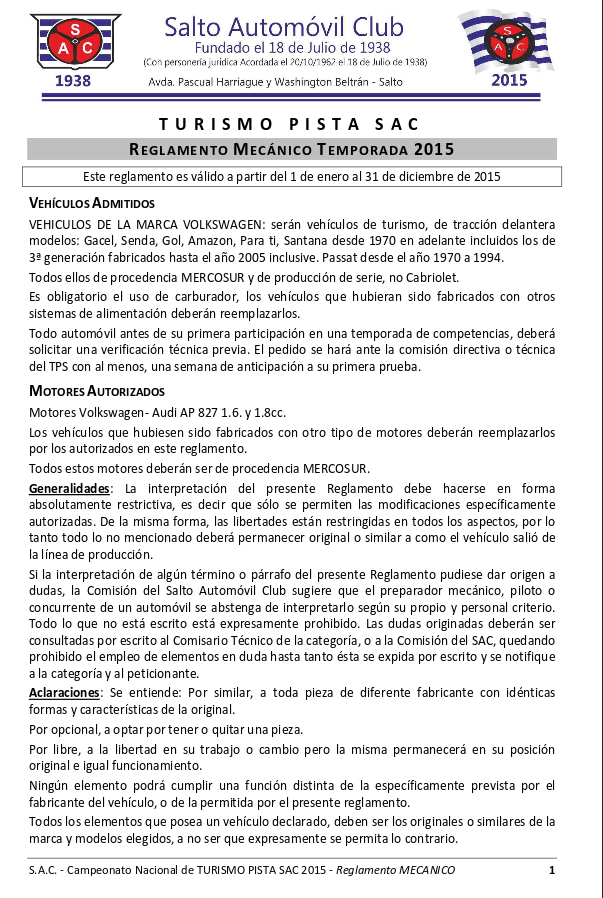 S
A C
1938
Salto Automóvil Club
Fundado el 18 de Julio de 1938
(Con personería jurídica Acordada el 20/10/1962 el 18 de Julio de 1938)
Avda. Pascual Harriague y Washington Beltrán - Salto
S
A C
2015
TURISMO PISTA SAC
REGLAMENTO MECÁNICO TEMPORADA 2015
Este reglamento es válido a partir del 1 de enero al 31 de diciembre de 2015
VEHÍCULOS ADMITIDOS
VEHICULOS DE LA MARCA VOLKSWAGEN: serán vehículos de turismo, de tracción delantera
modelos: Gacel, Senda, Gol, Amazon, Para ti, Santana desde 1970 en adelante incluidos los de
3ª generación fabricados hasta el año 2005 inclusive. Passat desde el año 1970 a 1994.
Todos ellos de procedencia MERCOSUR y de producción de serie, no Cabriolet.
Es obligatorio el uso de carburador, los vehículos que hubieran sido fabricados con otros
sistemas de alimentación deberán reemplazarlos.
Todo automóvil antes de su primera participación en una temporada de competencias, deberá
solicitar una verificación técnica previa. El pedido se hará ante la comisión directiva o técnica
del TPS con al menos, una semana de anticipación a su primera prueba.
MOTORES AUTORIZADOS
Motores Volkswagen- Audi AP 827 1.6. y 1.8cc.
Los vehículos que hubiesen sido fabricados con otro tipo de motores deberán reemplazarlos
por los autorizados en este reglamento.
Todos estos motores deberán ser de procedencia MERCOSUR.
Generalidades: La interpretación del presente Reglamento debe hacerse en forma
absolutamente restrictiva, es decir que sólo se permiten las modificaciones específicamente
autorizadas. De la misma forma, las libertades están restringidas en todos los aspectos, por lo
tanto todo lo no mencionado deberá permanecer original o similar a como el vehículo salió de
la línea de producción.
Si la interpretación de algún término o párrafo del presente Reglamento pudiese dar origen a
dudas, la Comisión del Salto Automóvil Club sugiere que el preparador mecánico, piloto o
concurrente de un automóvil se abstenga de interpretarlo según su propio y personal criterio.
Todo lo que no está escrito está expresamente prohibido. Las dudas originadas deberán ser
consultadas por escrito al Comisario Técnico de la categoría, o a la Comisión del SAC, quedando
prohibido el empleo de elementos en duda hasta tanto ésta se expida por escrito y se notifique
a la categoría y al peticionante.
Aclaraciones: Se entiende: Por similar, a toda pieza de diferente fabricante con idénticas
formas y características de la original.
Por opcional, a optar por tener o quitar una pieza.
Por libre, a la libertad en su trabajo o cambio pero la misma permanecerá en su posición
original e igual funcionamiento.
Ningún elemento podrá cumplir una función distinta de la específicamente prevista por el
fabricante del vehículo, o de la permitida por el presente reglamento.
Todos los elementos que posea un vehículo declarado, deben ser los originales o similares de la
marca y modelos elegidos, a no ser que expresamente se permita lo contrario.
S.A.C. - Campeonato Nacional de TURISMO PISTA SAC 2015 - Reglamento MECANICO 1